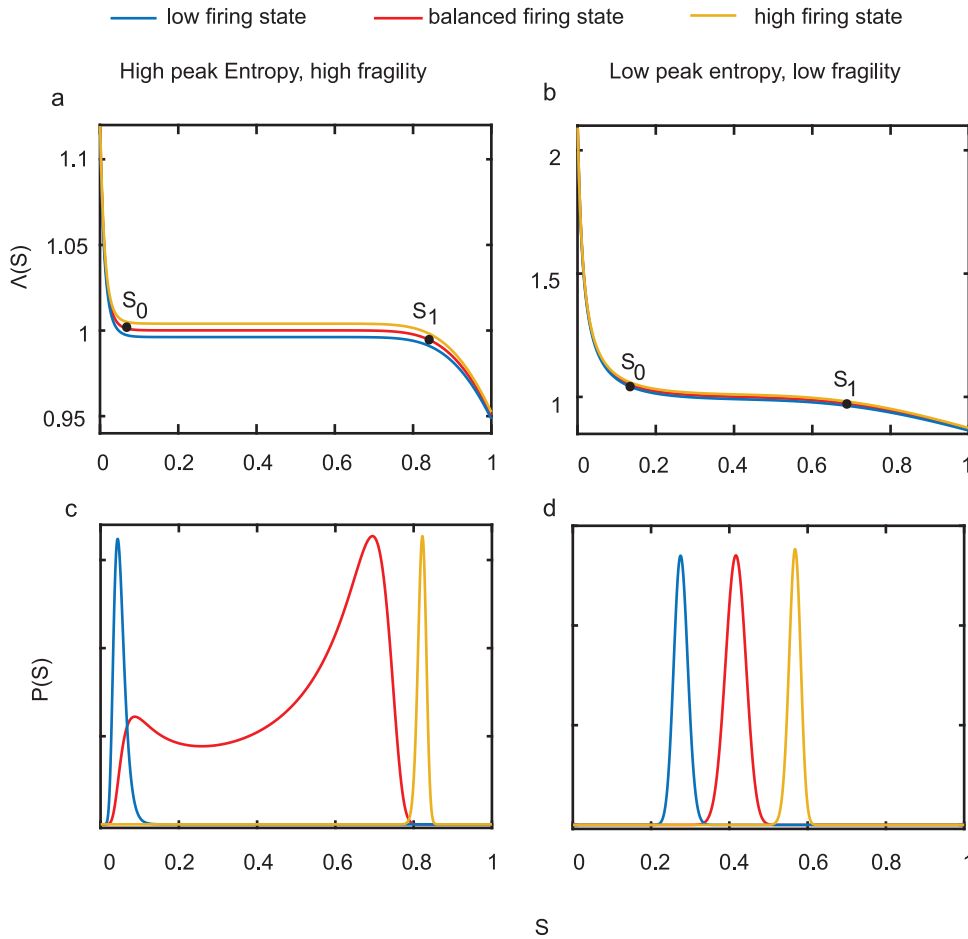 low firing state balanced firing state high firing state
High peak Entropy, high fragility Low peak entropy, low fragility
a b
1.1
1.05
1
0.95
Λ(S)
S0
S1
0 0.2 0.4 0.6 0.8 1
2
1.5
1
S0
S1
0 0.2 0.4 0.6 0.8 1
c d
P(S)
0 0.2 0.4 0.6 0.8 1
0 0.2 0.4 0.6 0.8 1
S